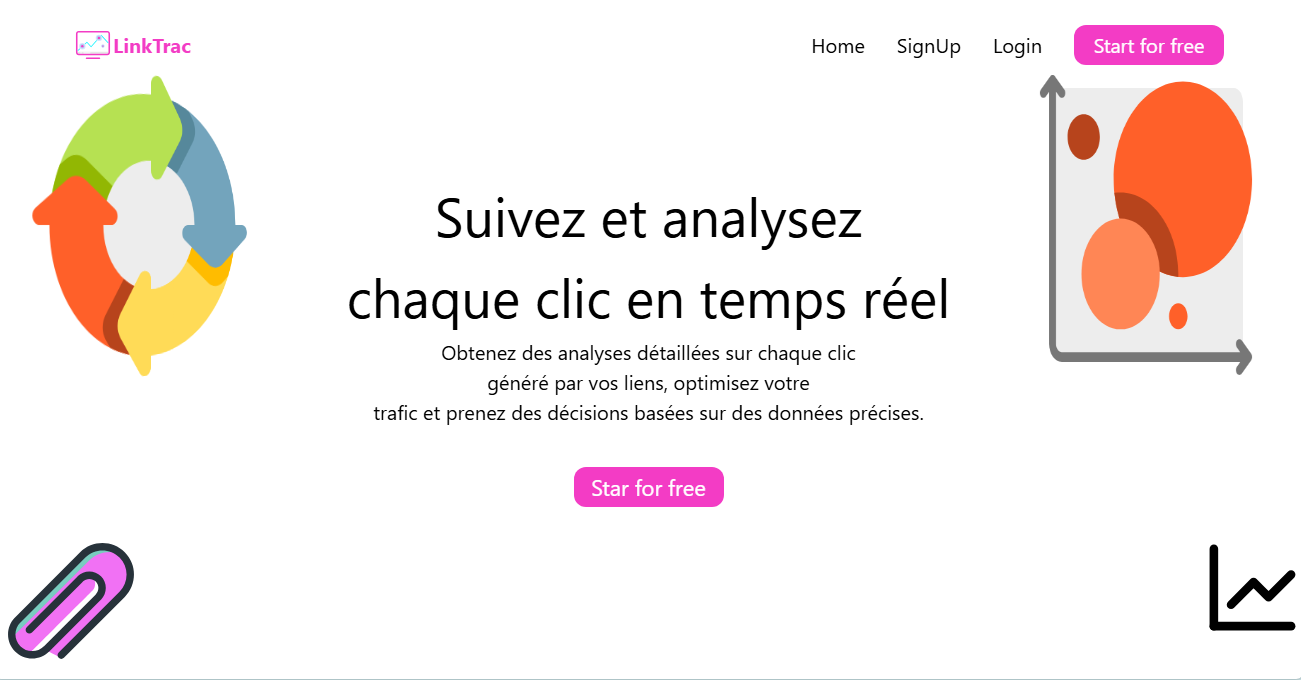 LinkTrac
Home SignUp Login Start for free
Suivez et analysez
chaque clic en temps réel
Obtenez des analyses détaillées sur chaque clic
généré par vos liens, optimisez votre
trafic et prenez des décisions basées sur des données précises.
Star for free